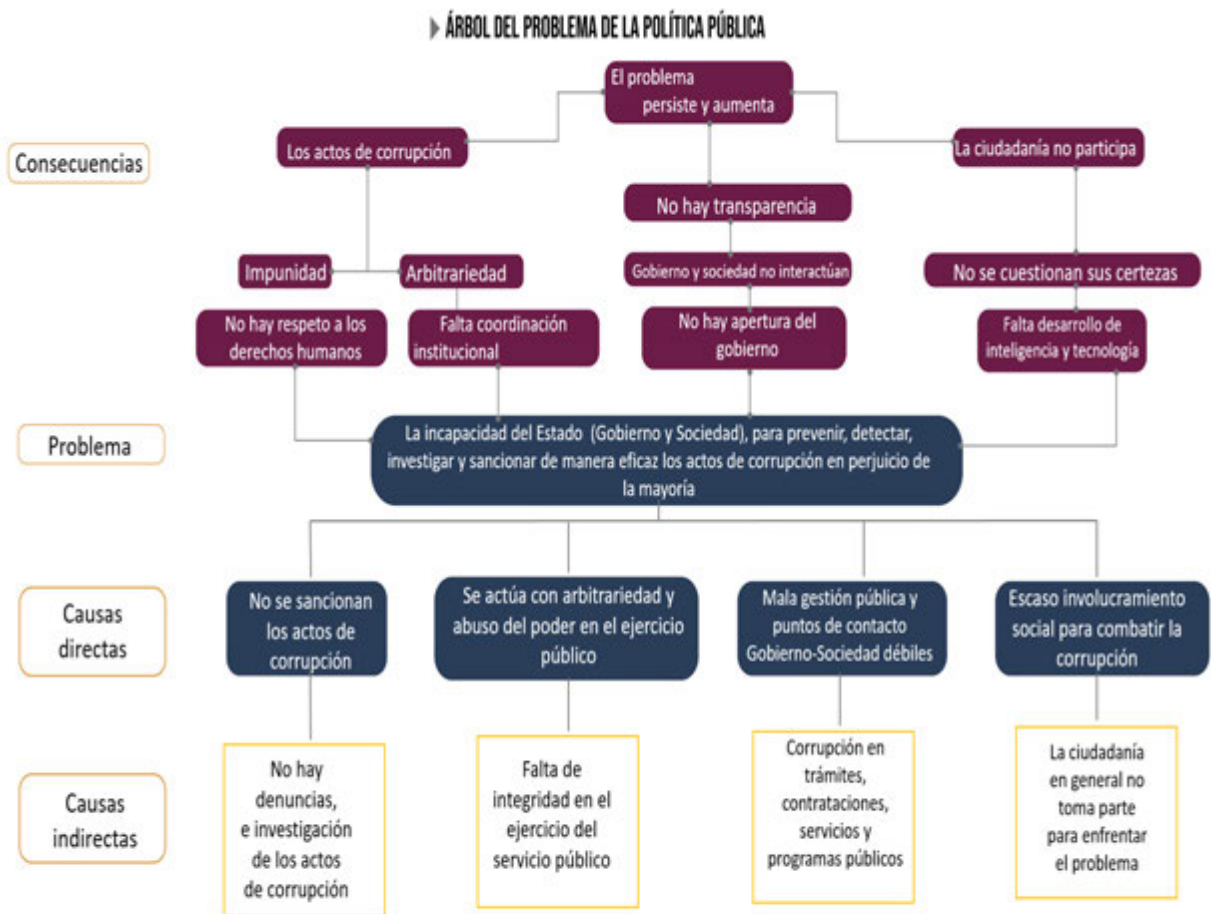 ÁRBOL DEL PROBLEMA DE LA POLÍTICA PÚBLICA
El problema
persiste y aumenta
Consecuencias
Los actos de corrupción
La ciudadanía no participa
No hay transparencia
Impunidad
Arbitrariedad
Gobierno y sociedad no interactúan
No se cuestionan sus certezas
No hay respeto a los
derechos humanos
Falta coordinación
institucional
No hay apertura del
gobierno
Falta desarrollo de
inteligencia y tecnología
Problema
La incapacidad del Estado (Gobierno y Sociedad), para prevenir, detectar,
investigar y sancionar de manera eficaz los actos de corrupción en perjuicio de
la mayoría
Causas
directas
No se sancionan
los actos de
corrupción
Se actúa con arbitrariedad y
abuso del poder en el ejercicio
público
Mala gestión pública y
puntos de contacto
Gobierno-Sociedad débiles
Escaso involucramiento
social para combatir la
corrupción
Causas
indirectas
No hay
denuncias,
e investigación
de los actos
de corrupción
Falta de
integridad en el
ejercicio del
servicio público
Corrupción en
trámites,
contrataciones,
servicios y
programas públicos
La ciudadanía
en general no
toma parte
para enfrentar
el problema